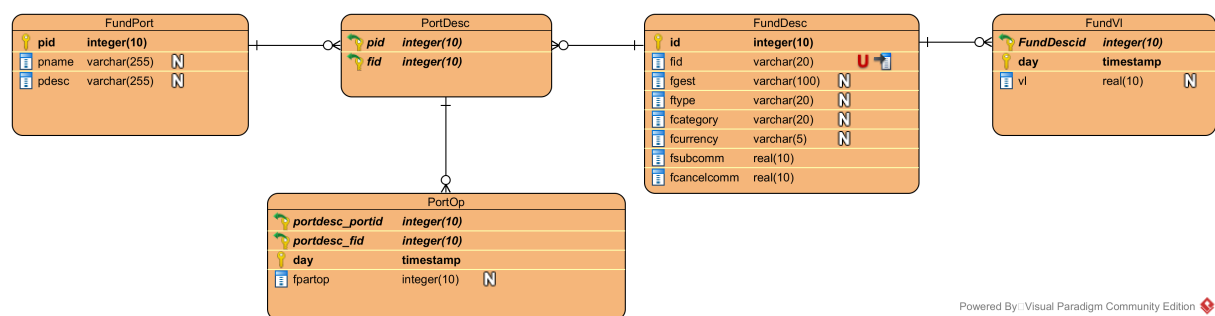 FundPort
pid integer(10)
pname varchar(255) N
pdesc varchar(255) N
PortDesc
pid integer(10)
fid integer(10)
FundDesc
id integer(10)
fid varchar(20) U
fgest varchar(100) N
ftype varchar(20) N
fcategory varchar(20) N
fcurrency varchar(5) N
fsubcomm real(10)
fcancelcomm real(10)
FundVl
FundDescid integer(10)
day timestamp
vl real(10) N
PortOp
portdesc_portid integer(10)
portdesc_fid integer(10)
day timestamp
fpartop integer(10) N
Powered By Visual Paradigm Community Edition